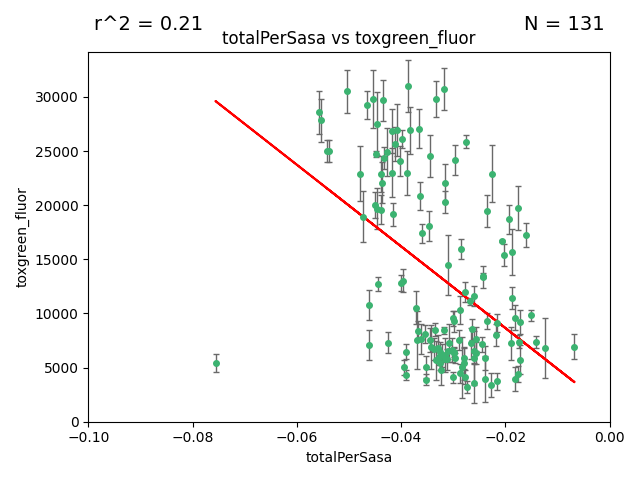 r^2 = 0.21
N = 131
totalPerSasa vs toxgreen_fluor
toxgreen_fluor
30000
25000
20000
15000
10000
5000
0
−0.10
−0.08
−0.06
−0.04
−0.02
0.00
totalPerSasa